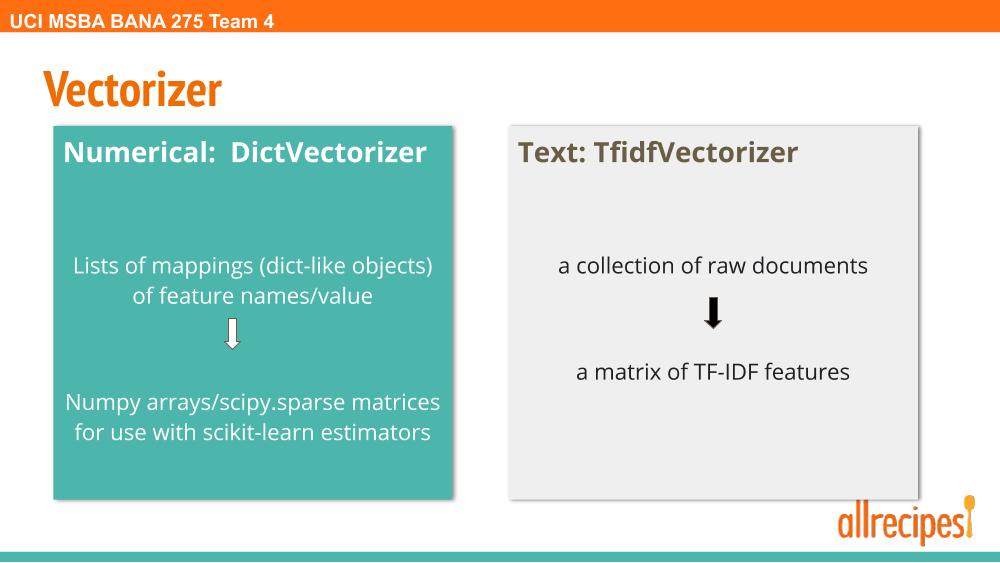 UCI MSBA BANA 275 Team 4
Vectorizer
Numerical:  DictVectorizer
Lists of mappings (dict-like objects)
of feature names/value
Numpy arrays/scipy.sparse matrices
for use with scikit-learn estimators
Text: TfidfVectorizer
a collection of raw documents
a matrix of TF-IDF features
allrecipes